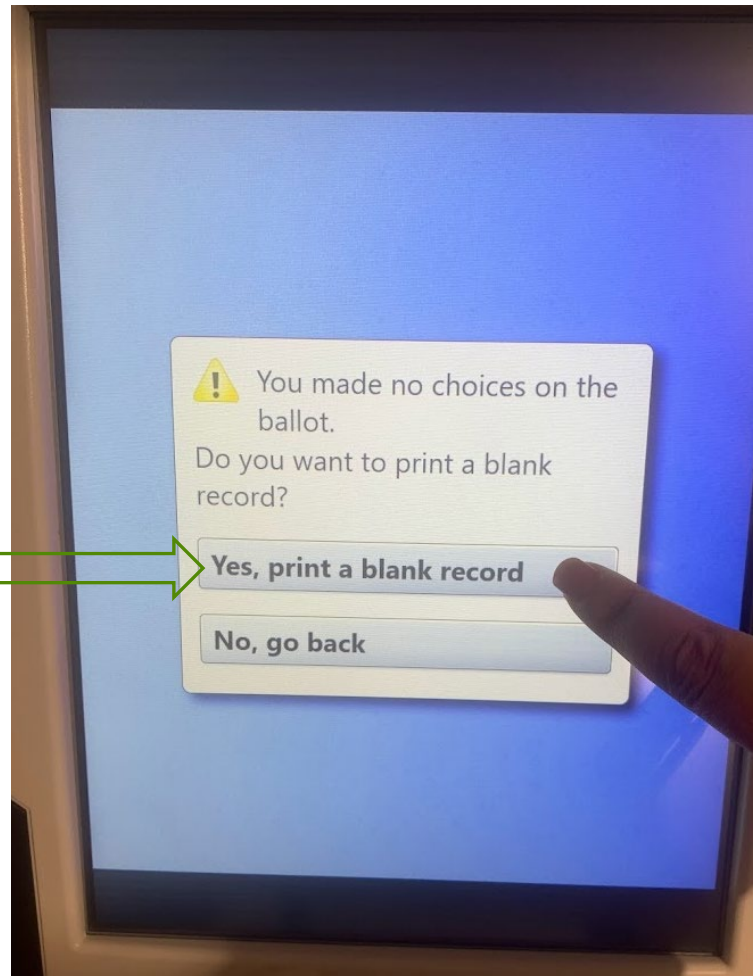 You made no choices on the
ballot.
Do you want to print a blank
record?
Yes, print a blank record
No, go back